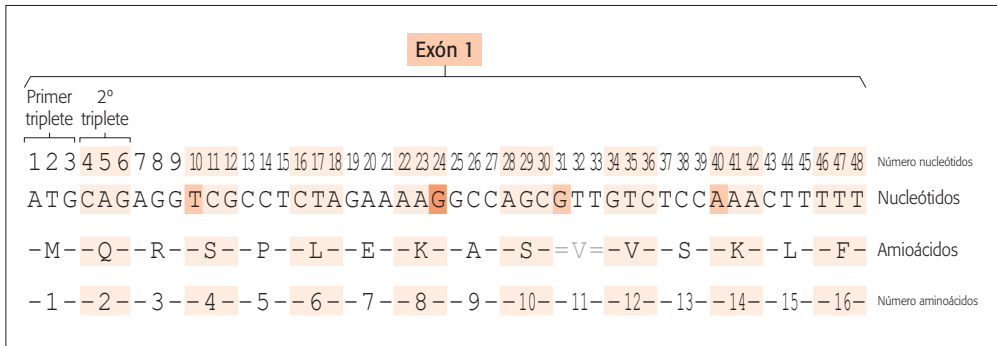 Exón 1
Primer triplete
2º triplete
1 2 3 4 5 6 7 8 9 10 11 12 13 14 15 16 17 18 19 20 21 22 23 24 25 26 27 28 29 30 31 32 33 34 35 36 37 38 39 40 41 42 43 44 45 46 47 48 Número nucleótidos
ATGCAGAGGTCGCCTCTAGAAAAGGCCAGCGTTGTCTCCAAACTTTTT Nucleótidos
–M––Q––R––S––P––L––E––K––A––S–=V=–V––S––K––L––F– Amioácidos
–1––2––3––4––5––6––7––8––9––10––11––12––13––14––15––16– Número aminoácidos